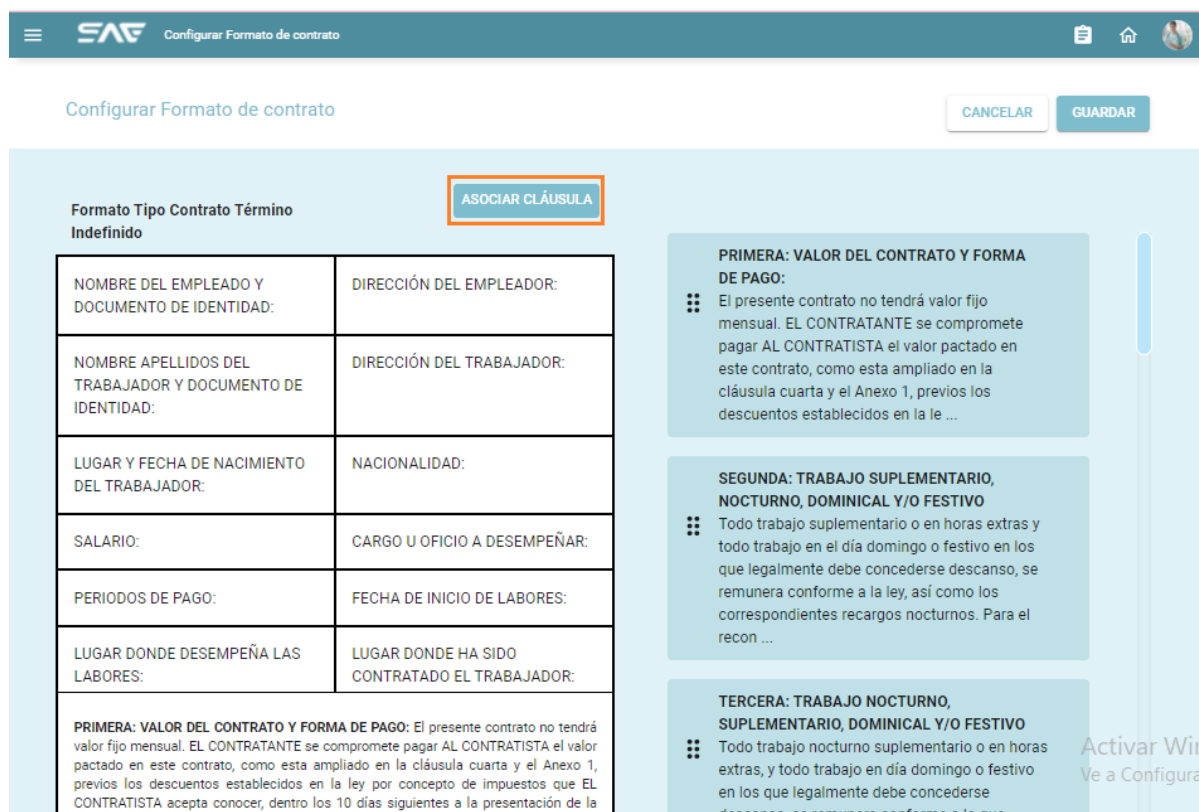 SAF Configurar Formato de contrato
Configurar Formato de contrato
CANCELAR GUARDAR
ASOCIAR CLÁUSULA
Formato Tipo Contrato Término
Indefinido
NOMBRE DEL EMPLEADO Y
DOCUMENTO DE IDENTIDAD:
DIRECCIÓN DEL EMPLEADOR:
NOMBRE APELLIDOS DEL
TRABAJADOR Y DOCUMENTO DE
IDENTIDAD:
DIRECCIÓN DEL TRABAJADOR:
LUGAR Y FECHA DE NACIMIENTO
DEL TRABAJADOR:
NACIONALIDAD:
SALARIO:
CARGO U OFICIO A DESEMPEÑAR:
PERIODOS DE PAGO:
FECHA DE INICIO DE LABORES:
LUGAR DONDE DESEMPEÑA LAS
LABORES:
LUGAR DONDE HA SIDO
CONTRATADO EL TRABAJADOR:
PRIMERA: VALOR DEL CONTRATO Y FORMA DE PAGO: El presente contrato no tendrá
valor fijo mensual. EL CONTRATANTE se compromete pagar AL CONTRATISTA el valor
pactado en este contrato, como esta ampliado en la cláusula cuarta y el Anexo 1,
previos los descuentos establecidos en la ley por concepto de impuestos que EL
CONTRATISTA acepta conocer, dentro los 10 días siguientes a la presentación de la
PRIMERA: VALOR DEL CONTRATO Y FORMA
DE PAGO:
El presente contrato no tendrá valor fijo
mensual. EL CONTRATANTE se compromete
pagar AL CONTRATISTA el valor pactado en
este contrato, como esta ampliado en la
cláusula cuarta y el Anexo 1, previos los
descuentos establecidos en la le ...
SEGUNDA: TRABAJO SUPLEMENTARIO,
NOCTURNO, DOMINICAL Y/O FESTIVO
Todo trabajo suplementario o en horas extras y
todo trabajo en el día domingo o festivo en los
que legalmente debe concederse descanso, se
remunera conforme a la ley, así como los
correspondientes recargos nocturnos. Para el
recon ...
TERCERA: TRABAJO NOCTURNO,
SUPLEMENTARIO, DOMINICAL Y/O FESTIVO
Todo trabajo nocturno suplementario o en horas
extras, y todo trabajo en día domingo o festivo
en los que legalmente debe concederse
descanso, se remunera conforme a lo que
Activar Win
Ve a Configura